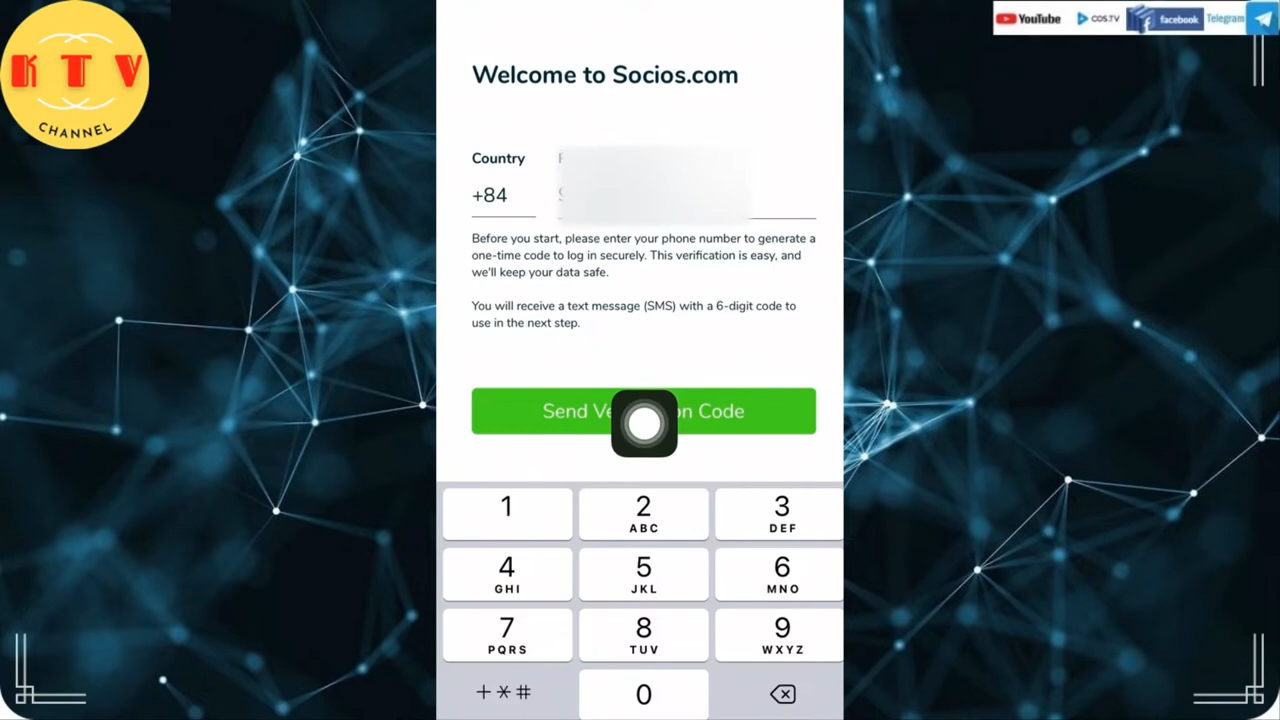 K T V
CHANNEL
YouTube
COS.TV
facebook
Telegram
Welcome to Socios.com
Country
+84
Before you start, please enter your phone number to generate a
one-time code to log in securely. This verification is easy, and
we'll keep your data safe.
You will receive a text message (SMS) with a 6-digit code to
use in the next step.
Send Ve on Code
1
2
ABC
3
DEF
4
GHI
5
JKL
6
MNO
7
PQRS
8
TUV
9
WXYZ
+*#
0